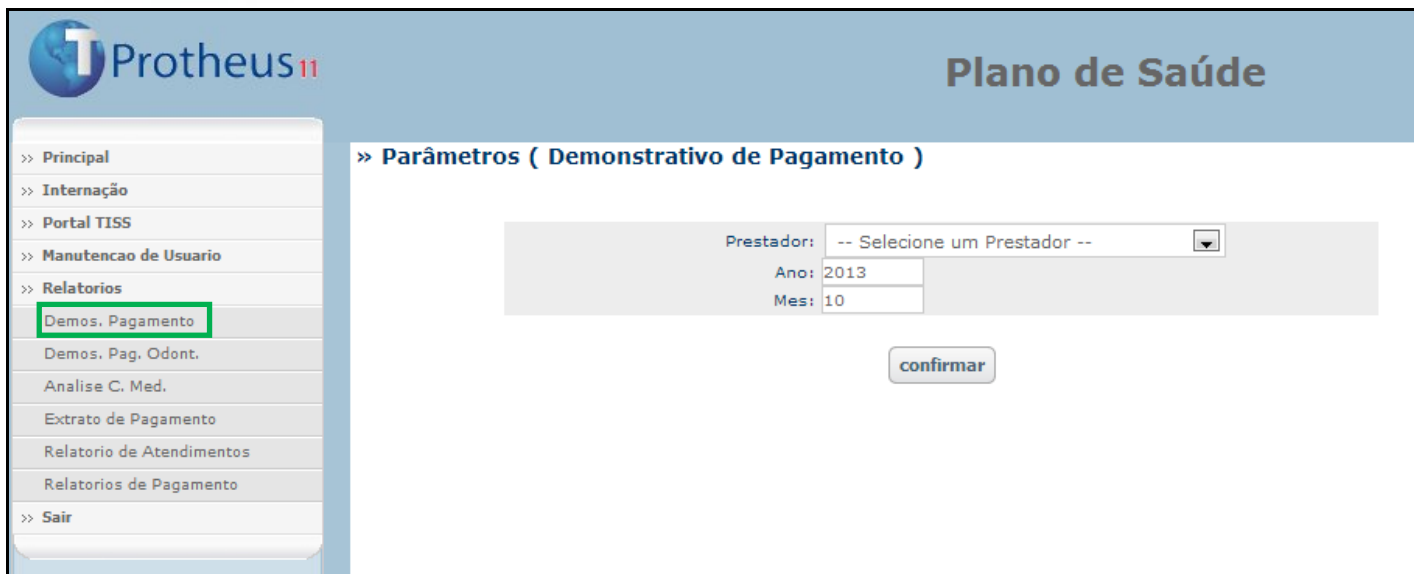 Protheus 11
Plano de Saúde
>> Principal
>> Internação
>> Portal TISS
>> Manutencao de Usuario
>> Relatorios
Demos. Pagamento
Demos. Pag. Odont.
Analise C. Med.
Extrato de Pagamento
Relatorio de Atendimentos
Relatorios de Pagamento
>> Sair
» Parâmetros ( Demonstrativo de Pagamento )
Prestador: -- Selecione um Prestador --
Ano: 2013
Mes: 10
confirmar